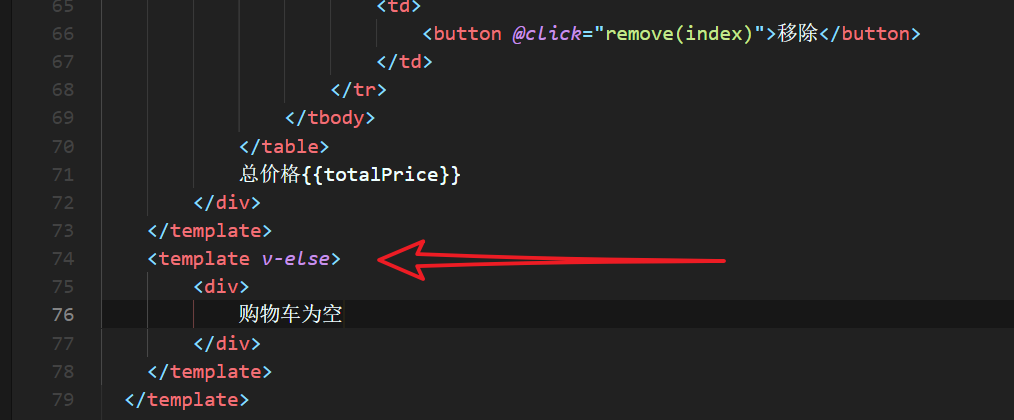 65 <td>
66 <button @click="remove(index)">移除</button>
67 </td>
68 </tr>
69 </tbody>
70 </table>
71 总价格{{totalPrice}}
72 </div>
73 </template>
74 <template v-else>
75 <div>
76 购物车为空
77 </div>
78 </template>
79 </template>